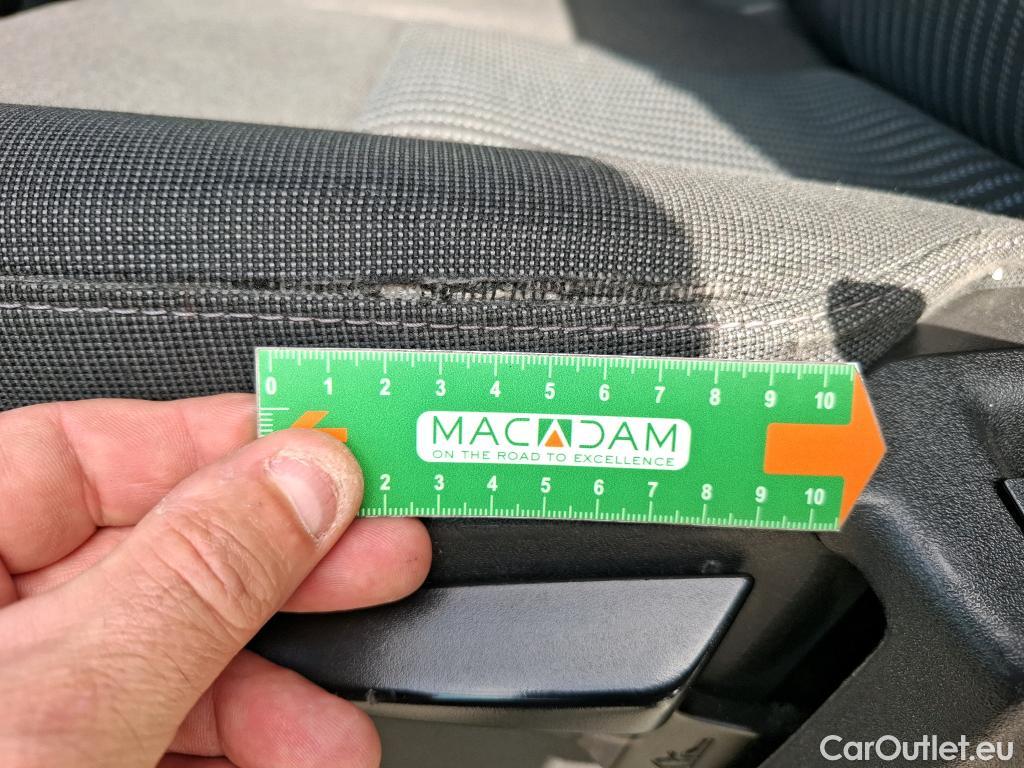 0 1 2 3 4 5 6 7 8 9 10
MACADAM
ON THE ROAD TO EXCELLENCE
2 3 4 5 6 7 8 9 10
CarOutlet.eu